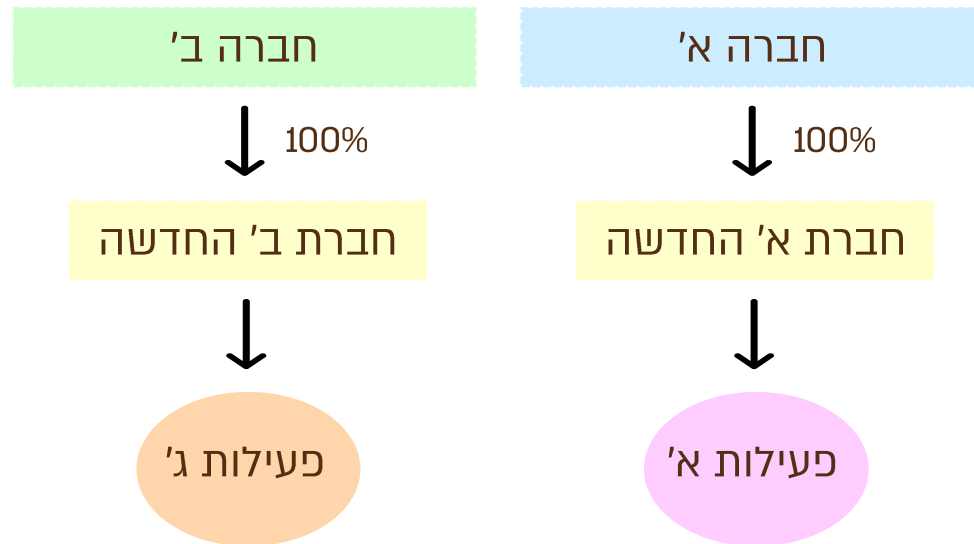 חברה א'
100%
חברת א' החדשה
פעילות א'
חברה ב'
100%
חברת ב' החדשה
פעילות ג'